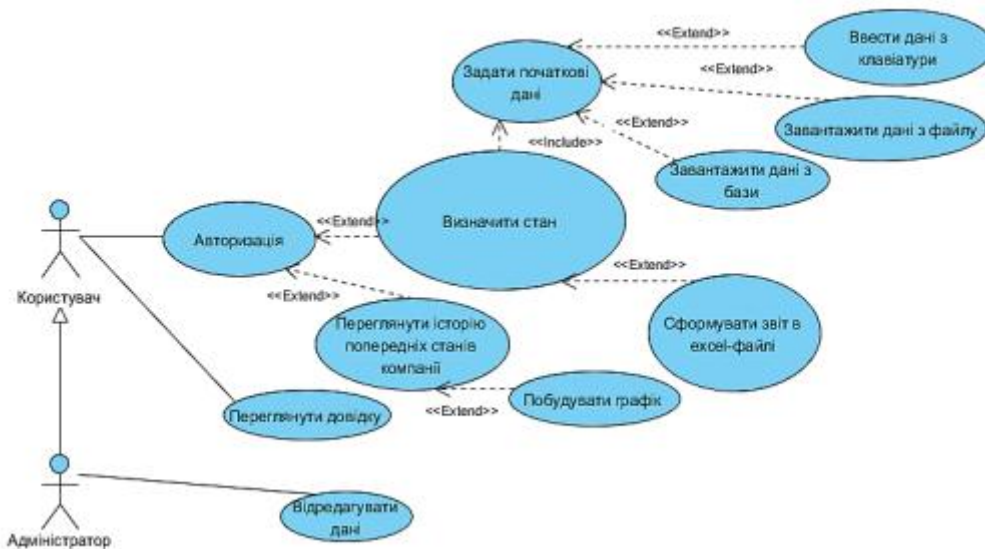 <<Extend>>
Ввести дані з
клавіатури
Задати початкові
дані
<<Extend>>
<<Extend>>
Завантажити дані з файлу
<<Include>>
Завантажити дані з
бази
Визначити стан
<<Extend>>
Авторизація
Користувач
<<Extend>>
<<Extend>>
Переглянути історію
попередніх станів
компанії
Сформувати звіт в
excel-файлі
Побудувати графік
<<Extend>>
Переглянути довідку
Відредагувати
дані
Адміністратор